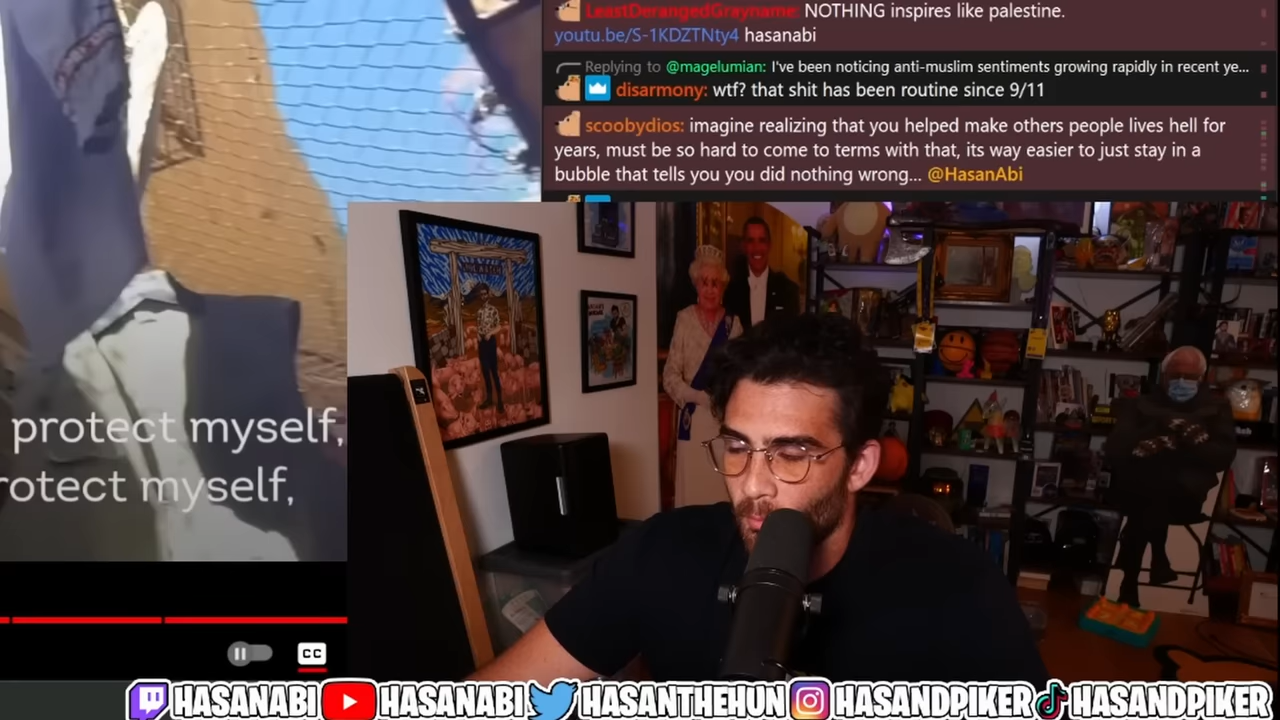 LeastDerangedGrayname: NOTHING inspires like palestine.
youtu.be/S-1KDZTNty4 hasanabi
Replying to @magelumian: I've been noticing anti-muslim sentiments growing rapidly in recent ye...
disarmony: wtf? that shit has been routine since 9/11
scoobydios: imagine realizing that you helped make others people lives hell for
years, must be so hard to come to terms with that, its way easier to just stay in a
bubble that tells you you did nothing wrong... @HasanAbi
protect myself,
rotect myself,
CC
HASANABI HASANABI HASANTHEHUN HASANDPIKER HASANDPIKER